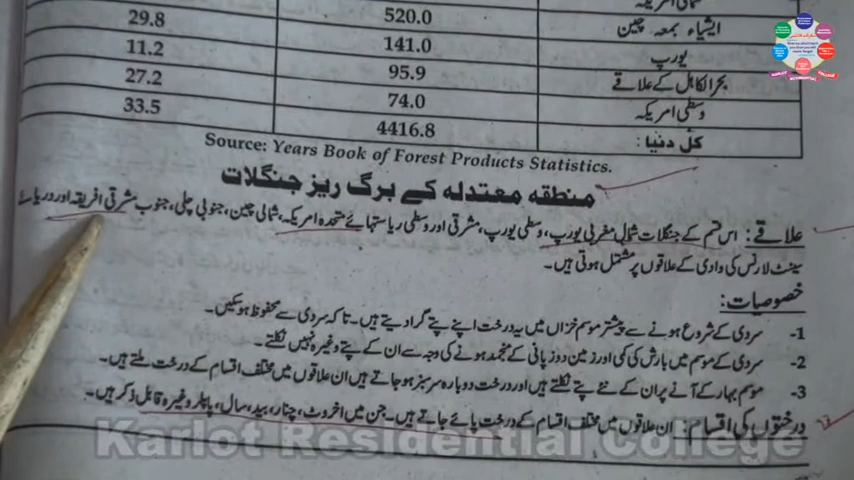 29.8 520.0 ایشیاء بمعہ چین
11.2 141.0 یورپ
27.2 95.9 بحرالکاہل کے علاقے
33.5 74.0 وسطی امریکہ
4416.8 کل دنیا:
Source: Years Book of Forest Products Statistics.
منطقہ معتدلہ کے برگ ریز جنگلات
علاقے: اس قسم کے جنگلات شمالی مغربی یورپ، وسطی یورپ، مشرقی اور وسطی ریاستہائے متحدہ امریکہ، شمالی چین، جنوبی چلی، جنوب مشرقی افریقہ اور دریائے
سینٹ لارنس کی وادی کے علاقوں پر مشتمل ہوتی ہیں۔
خصوصیات:
1- سردی کے شروع ہونے سے پیشتر موسم خزاں میں یہ درخت اپنے پتے گرا دیتے ہیں۔ تاکہ سردی سے محفوظ ہو سکیں۔
2- سردی کے موسم میں بارش کی کمی اور زمین دوز پانی کے منجمد ہونے کی وجہ سے ان کے پتے وغیرہ نہیں نکلتے۔
3- موسم بہار کے آنے پر ان کے نئے پتے نکلتے ہیں اور درخت دوبارہ سرسبز ہو جاتے ہیں ان علاقوں میں مختلف اقسام کے درخت ملتے ہیں۔
درختوں کی اقسام: ان علاقوں میں مختلف اقسام کے درخت پائے جاتے ہیں۔ جن میں اخروٹ، چنار، بید، سال، پاپلر وغیرہ قابل ذکر ہیں۔
Karlot Residential College